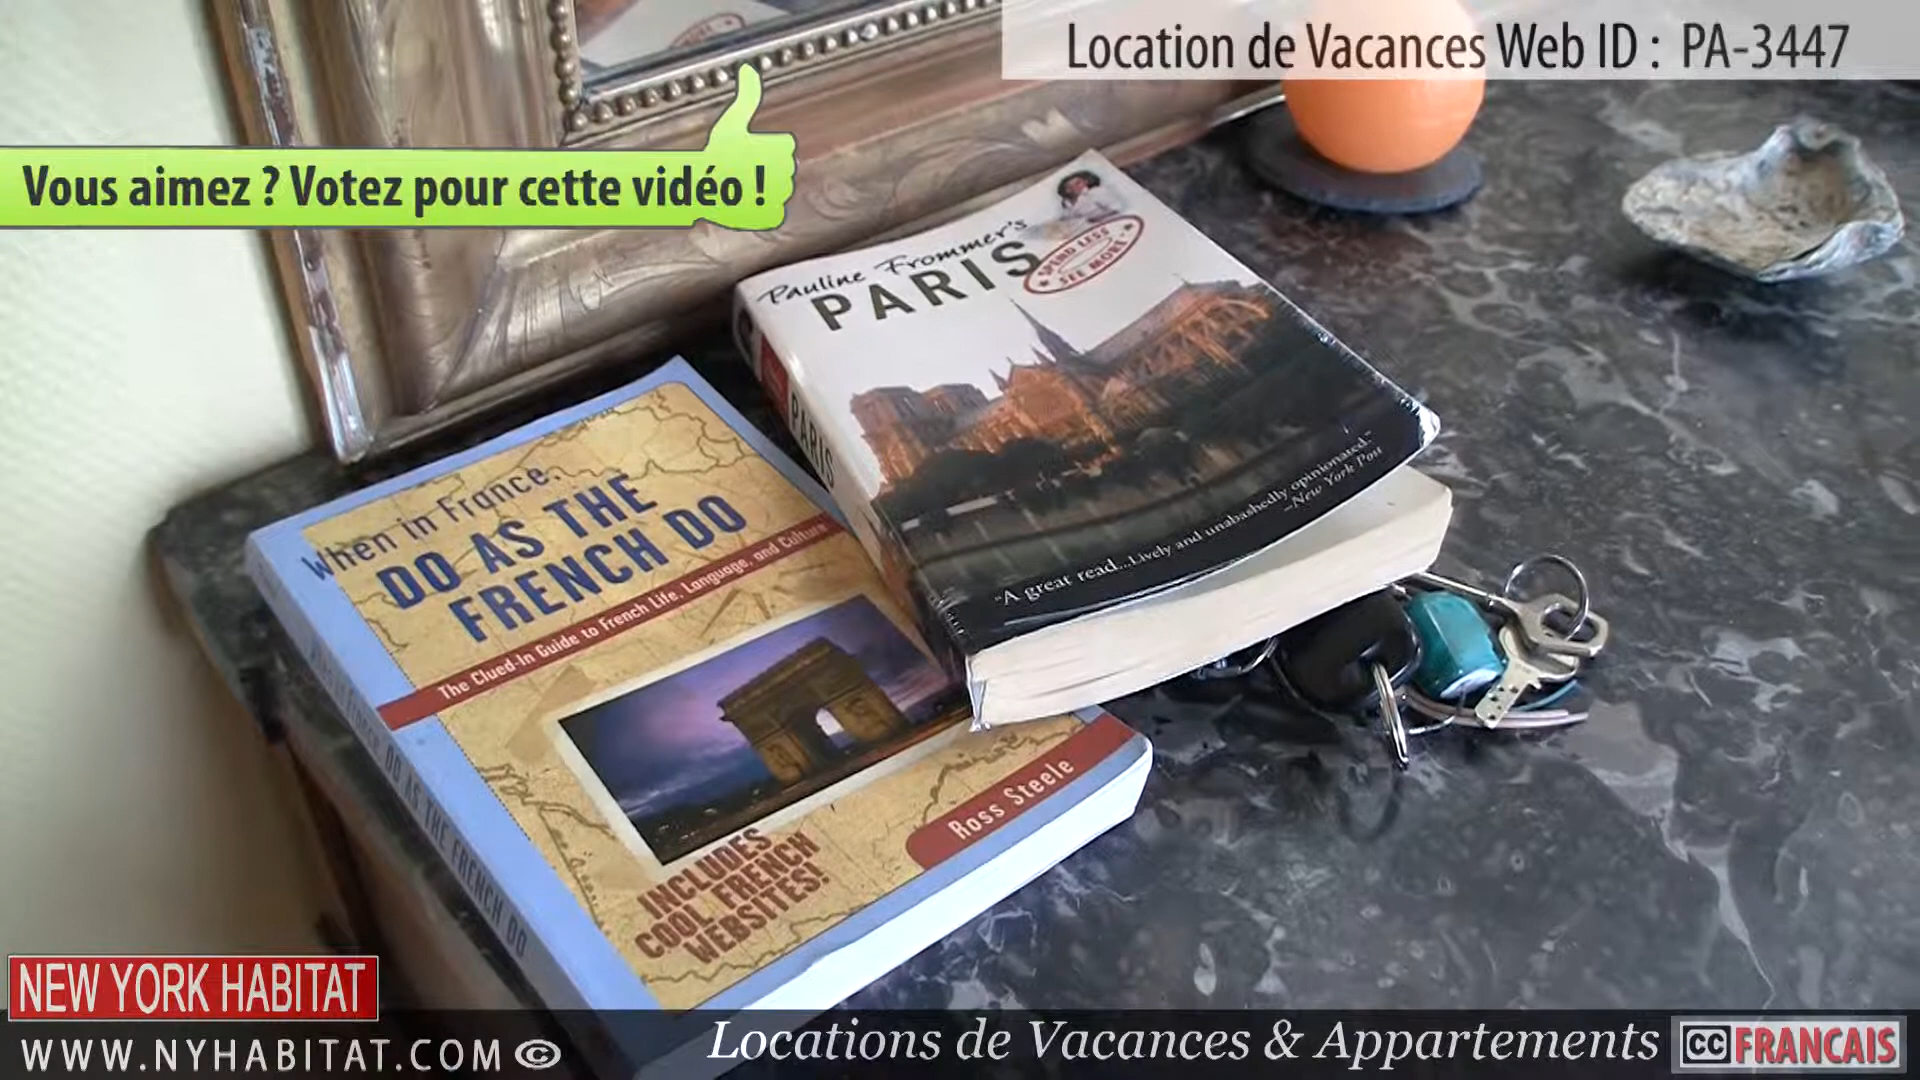 Location de Vacances Web ID : PA-3447
Vous aimez ? Votez pour cette vidéo !
Pauline Frommer's
PARIS
SPEND LESS
SEE MORE
PARIS
"A great read...Lively and unabashedly opinionated."
–New York Post
When in France,
DO AS THE
FRENCH DO
The Clued-In Guide to French Life, Language, and Culture
Ross Steele
INCLUDES
COOL FRENCH
WEBSITES!
When in France DO AS THE FRENCH DO
NEW YORK HABITAT
WWW.NYHABITAT.COM ©
Locations de Vacances & Appartements
CC FRANCAIS